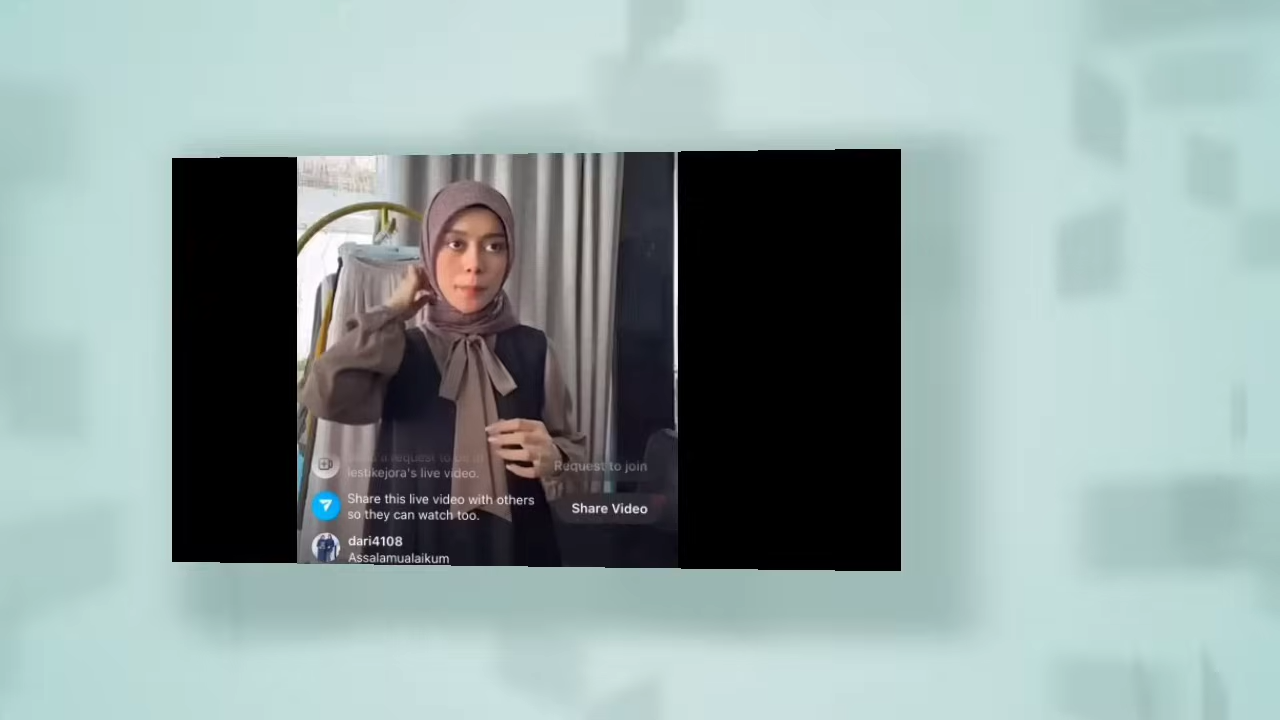 lestikejora's live video.
Request to join
Share this live video with others
so they can watch too.
Share Video
dari4108
Assalamualaikum